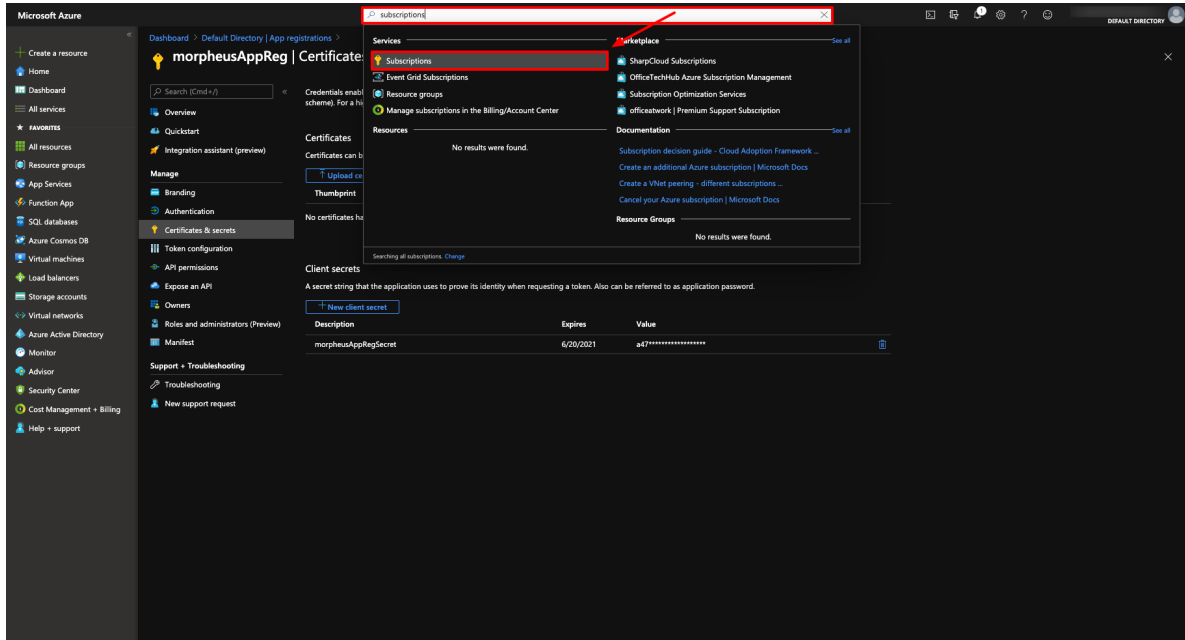 Microsoft Azure
subscriptions
1
DEFAULT DIRECTORY
Create a resource
Home
Dashboard
All services
FAVORITES
All resources
Resource groups
App Services
Function App
SQL databases
Azure Cosmos DB
Virtual machines
Load balancers
Storage accounts
Virtual networks
Azure Active Directory
Monitor
Advisor
Security Center
Cost Management + Billing
Help + support
Dashboard > Default Directory | App registrations >
morpheusAppReg | Certificates
Search (Cmd+/)
Overview
Quickstart
Integration assistant (preview)
Manage
Branding
Authentication
Certificates & secrets
Token configuration
API permissions
Expose an API
Owners
Roles and administrators (Preview)
Manifest
Support + Troubleshooting
Troubleshooting
New support request
Services
Subscriptions
Event Grid Subscriptions
Resource groups
Manage subscriptions in the Billing/Account Center
Resources
No results were found.
Marketplace
See all
SharpCloud Subscriptions
OfficeTechHub Azure Subscription Management
Subscription Optimization Services
officeatwork | Premium Support Subscription
Documentation
See all
Subscription decision guide - Cloud Adoption Framework ...
Create an additional Azure subscription | Microsoft Docs
Create a VNet peering - different subscriptions ...
Cancel your Azure subscription | Microsoft Docs
Resource Groups
No results were found.
Searching all subscriptions. Change
Credentials enabl
scheme). For a hi
Certificates
Certificates can b
Upload ce
Thumbprint
No certificates ha
Client secrets
A secret string that the application uses to prove its identity when requesting a token. Also can be referred to as application password.
New client secret
Description Expires Value
morpheusAppRegSecret 6/20/2021 a47******************